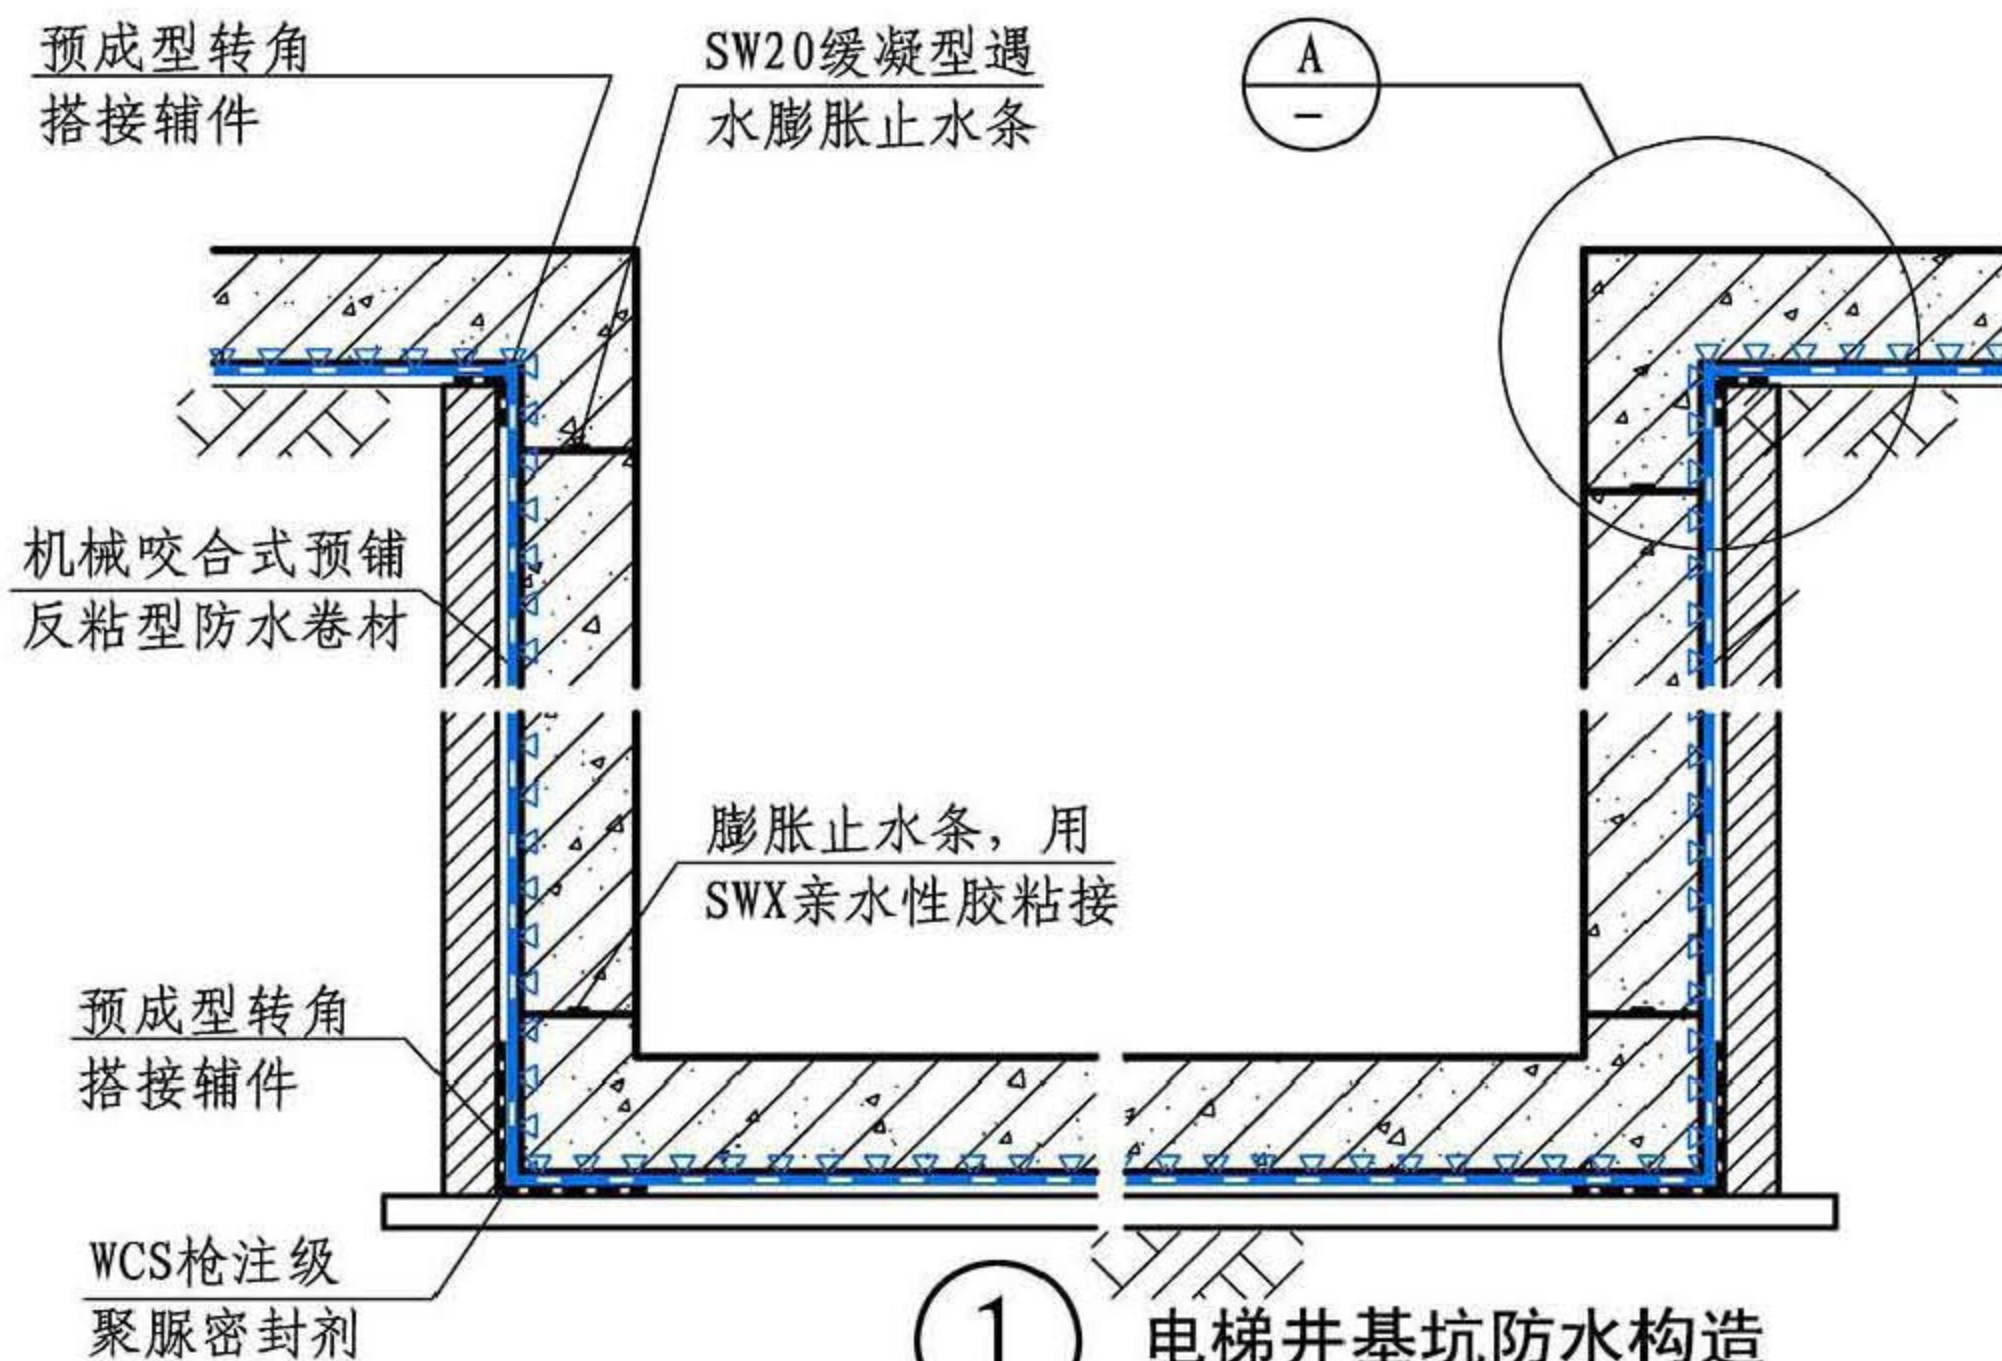 预成型转角
搭接辅件
SW20缓凝型遇
水膨胀止水条
A
-
机械咬合式预铺
反粘型防水卷材
膨胀止水条，用
SWX亲水性胶粘接
预成型转角
搭接辅件
WCS枪注级
聚脲密封剂
1
电梯井基坑防水构造